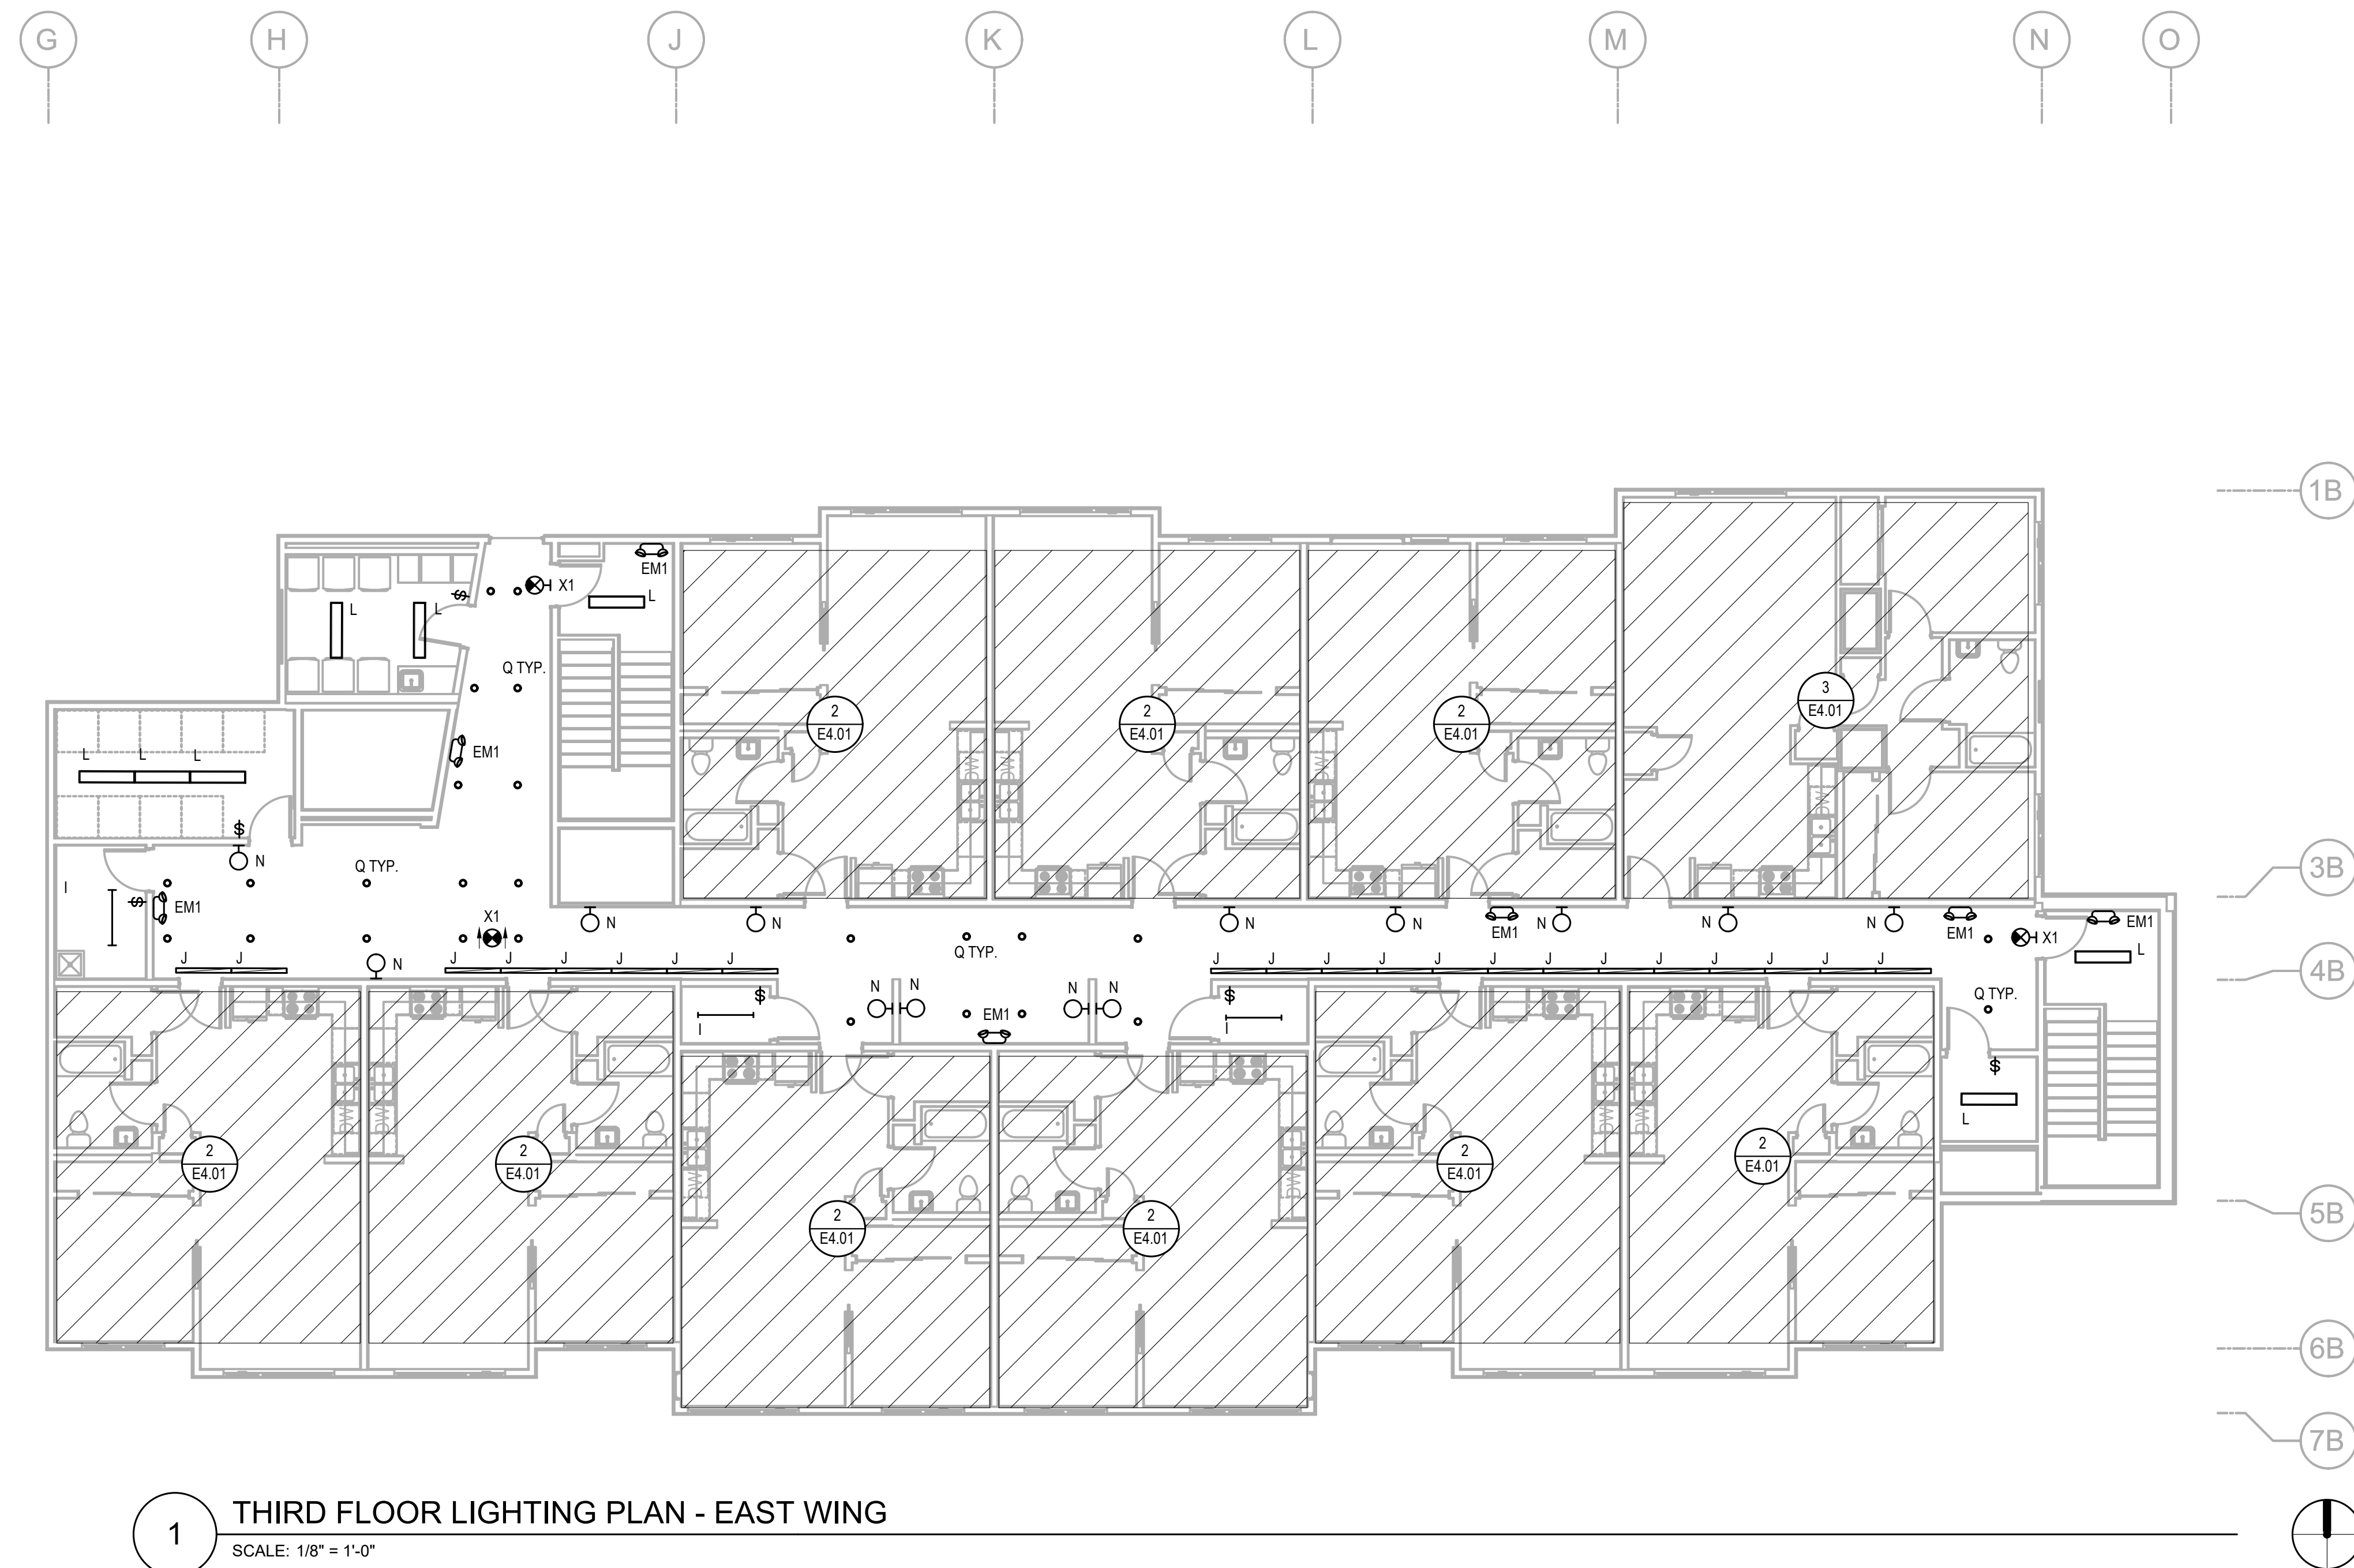 G H J K L M N O
1B
EM1
X1
L
L L
Q TYP.
2
E4.01
2
E4.01
2
E4.01
3
E4.01
EM1
L L L
$
$
N
Q TYP.
3B
I
$
EM1
X1
N N N N N N N
EM1 EM1 EM1
X1
L
Q TYP.
N
J J
J J J J J J
J J J J J J J J J J J J J
4B
N N
N N
$
I
EM1
$
I
Q TYP.
$
L
2
E4.01
2
E4.01
2
E4.01
2
E4.01
2
E4.01
2
E4.01
5B
6B
7B
1
THIRD FLOOR LIGHTING PLAN - EAST WING
SCALE: 1/8" = 1'-0"